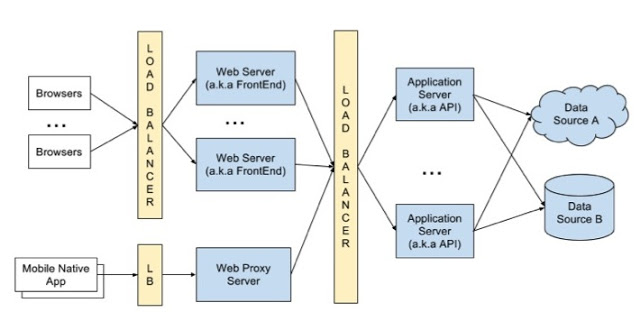 Browsers
...
Browsers
LOAD BALANCER
Web Server
(a.k.a FrontEnd)
...
Web Server
(a.k.a FrontEnd)
Mobile Native
App
LB
Web Proxy
Server
LOAD BALANCER
Application
Server
(a.k.a API)
...
Application
Server
(a.k.a API)
Data
Source A
Data
Source B